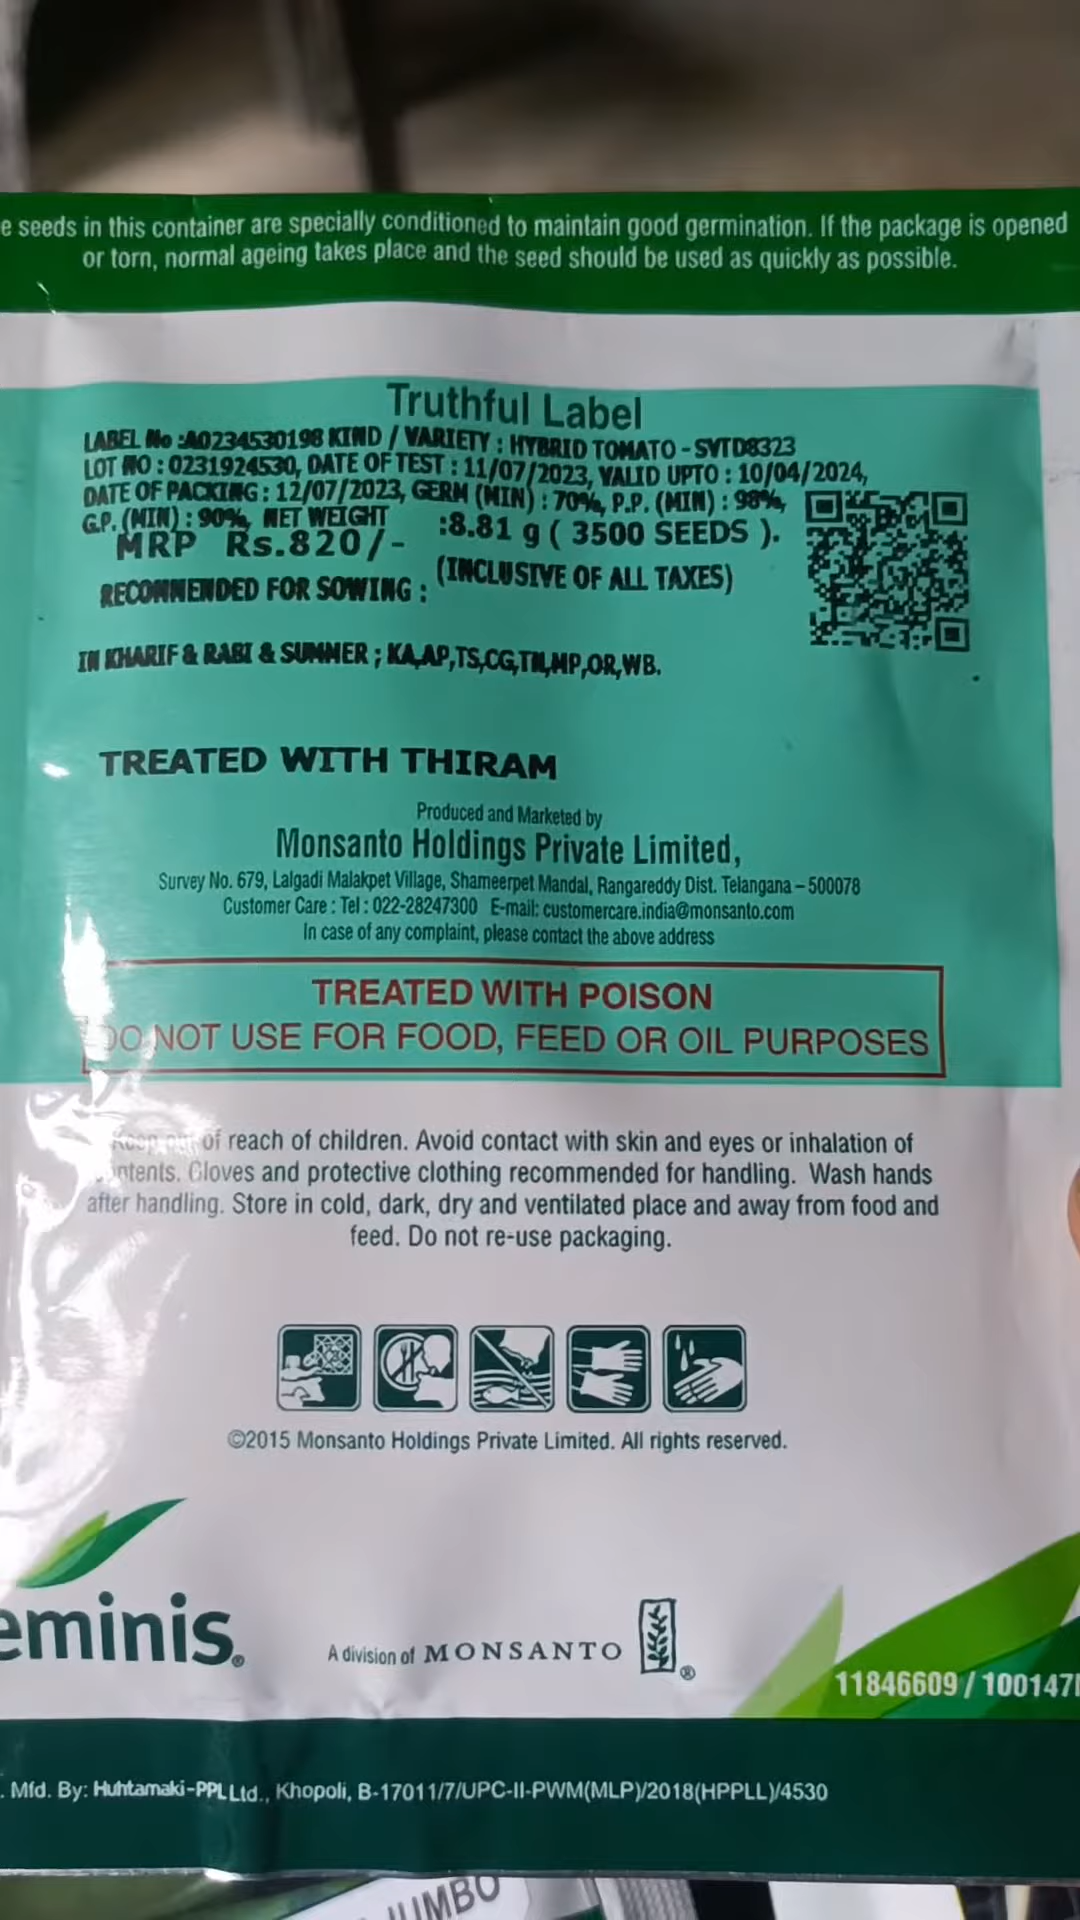 e seeds in this container are specially conditioned to maintain good germination. If the package is opened
or torn, normal ageing takes place and the seed should be used as quickly as possible.
Truthful Label
LABEL No :A0234530198 KIND / VARIETY : HYBRID TOMATO - SVTD8323
LOT NO : 0231924530, DATE OF TEST : 11/07/2023, VALID UPTO : 10/04/2024,
DATE OF PACKING : 12/07/2023, GERM (MIN) : 70%, P.P. (MIN) : 98%,
G.P. (MIN) : 90%, NET WEIGHT :8.81 g ( 3500 SEEDS ).
MRP Rs.820/- (INCLUSIVE OF ALL TAXES)
RECOMMENDED FOR SOWING :
IN KHARIF & RABI & SUMMER ; KA,AP,TS,CG,TN,MP,OR,WB.
TREATED WITH THIRAM
Produced and Marketed by
Monsanto Holdings Private Limited,
Survey No. 679, Lalgadi Malakpet Village, Shameerpet Mandal, Rangareddy Dist. Telangana – 500078
Customer Care : Tel : 022-28247300 E-mail: customercare.india@monsanto.com
In case of any complaint, please contact the above address
TREATED WITH POISON
DO NOT USE FOR FOOD, FEED OR OIL PURPOSES
Keep out of reach of children. Avoid contact with skin and eyes or inhalation of
contents. Gloves and protective clothing recommended for handling. Wash hands
after handling. Store in cold, dark, dry and ventilated place and away from food and
feed. Do not re-use packaging.
©2015 Monsanto Holdings Private Limited. All rights reserved.
eminis®
A division of MONSANTO ®
11846609 / 100147
. Mfd. By: Huhtamaki-PPL Ltd., Khopoli, B-17011/7/UPC-II-PWM(MLP)/2018(HPPLL)/4530
JUMBO